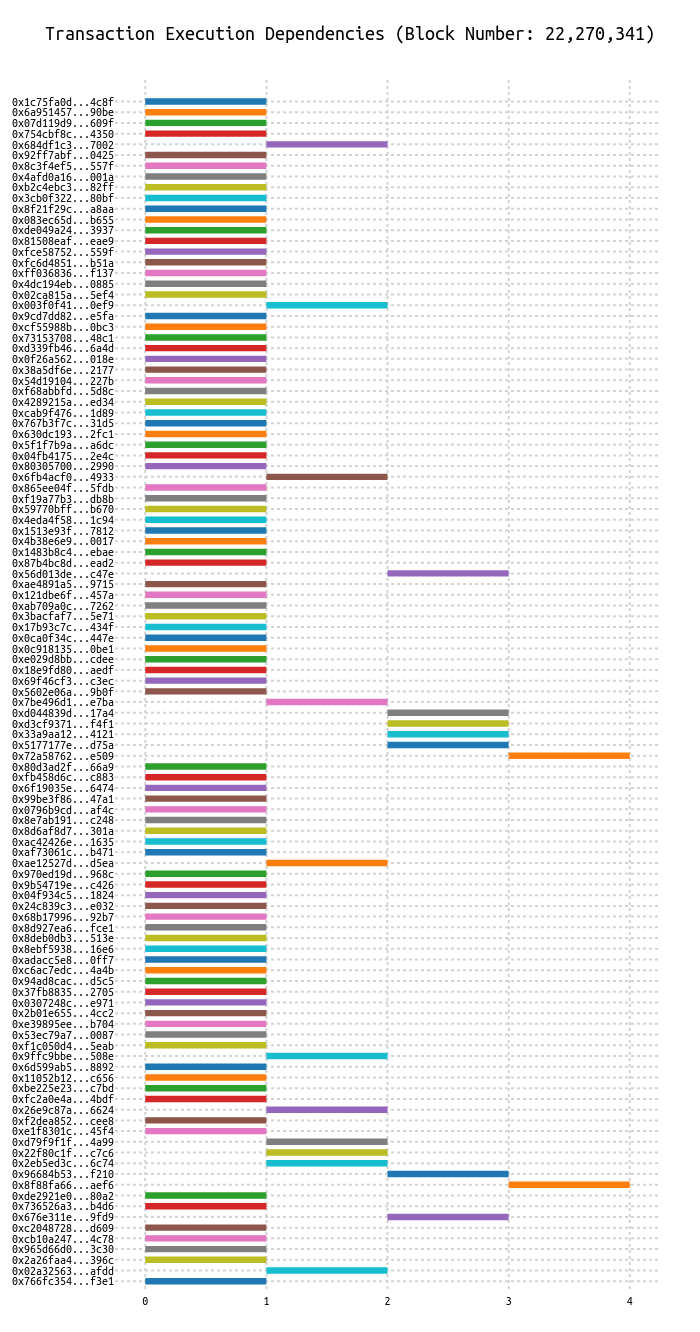 Transaction Execution Dependencies (Block Number: 22,270,341)
0x1c75fa0d...4c8f
0x6a951457...90be
0x07d119d9...609f
0x754cbf8c...4350
0x684df1c3...7002
0x92ff7abf...0425
0x8c3f4ef5...557f
0x4afd0a16...001a
0xb2c4ebc3...82ff
0x3cb0f322...80bf
0x8f21f29c...a8aa
0x083ec65d...b655
0xde049a24...3937
0x81508eaf...eae9
0xfce58752...559f
0xfc6d4851...b51a
0xff036836...f137
0x4dc194eb...0885
0x02ca815a...5ef4
0x003f0f41...0ef9
0x9cd7dd82...e5fa
0xcf55988b...0bc3
0x73153708...48c1
0xd339fb46...6a4d
0x0f26a562...018e
0x38a5df6e...2177
0x54d19104...227b
0xf68abbfd...5d8c
0x4289215a...ed34
0xcab9f476...1d89
0x767b3f7c...31d5
0x630dc193...2fc1
0x5f1f7b9a...a6dc
0x04fb4175...2e4c
0x80305700...2990
0x6fb4acf0...4933
0x865ee04f...5fdb
0xf19a77b3...db8b
0x59770bff...b670
0x4eda4f58...1c94
0x1513e93f...7812
0x4b38e6e9...0017
0x1483b8c4...ebae
0x87b4bc8d...ead2
0x56d013de...c47e
0xae4891a5...9715
0x121dbe6f...457a
0xab709a0c...7262
0x3bacfaf7...5e71
0x17b93c7c...434f
0x0ca0f34c...447e
0x0c918135...0be1
0xe029d8bb...cdee
0x18e9fd80...aedf
0x69f46cf3...c3ec
0x5602e06a...9b0f
0x7be496d1...e7ba
0xd044839d...17a4
0xd3cf9371...f4f1
0x33a9aa12...4121
0x5177177e...d75a
0x72a58762...e509
0x80d3ad2f...66a9
0xfb458d6c...c883
0x6f19035e...6474
0x99be3f86...47a1
0x0796b9cd...af4c
0x8e7ab191...c248
0x8d6af8d7...301a
0xac42426e...1635
0xaf73061c...b471
0xae12527d...d5ea
0x970ed19d...968c
0x9b54719e...c426
0x04f934c5...1824
0x24c839c3...e032
0x68b17996...92b7
0x8d927ea6...fce1
0x8deb0db3...513e
0x8ebf5938...16e6
0xadacc5e8...0ff7
0xc6ac7edc...4a4b
0x94ad8cac...d5c5
0x37fb8835...2705
0x0307248c...e971
0x2b01e655...4cc2
0xe39895ee...b704
0x53ec79a7...0087
0xf1c050d4...5eab
0x9ffc9bbe...508e
0x6d599ab5...8892
0x11052b12...c656
0xbe225e23...c7bd
0xfc2a0e4a...4bdf
0x26e9c87a...6624
0xf2dea852...cee8
0xe1f8301c...45f4
0xd79f9f1f...4a99
0x22f80c1f...c7c6
0x2eb5ed3c...6c74
0x96684b53...f210
0x8f88fa66...aef6
0xde2921e0...80a2
0x736526a3...b4d6
0x676e311e...9fd9
0xc2048728...d609
0xcb10a247...4c78
0x965d66d0...3c30
0x2a26faa4...396c
0x02a32563...afdd
0x766fc354...f3e1
0 1 2 3 4